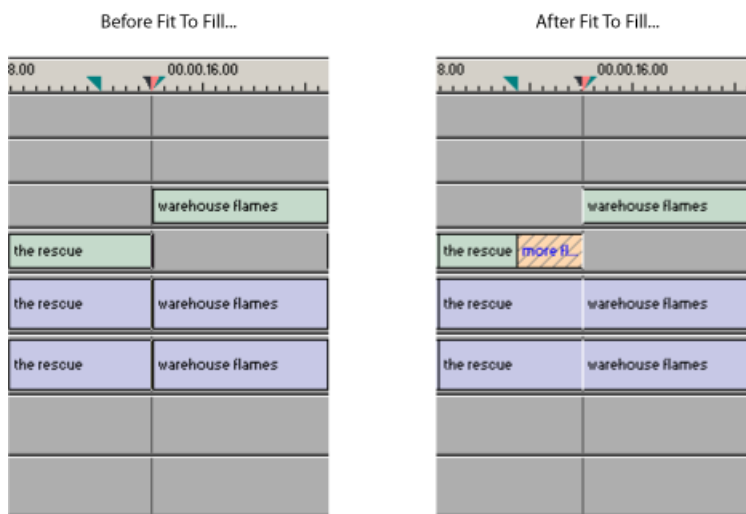 Before Fit To Fill...
After Fit To Fill...
8.00 00.00.16.00
8.00 00.00.16.00
warehouse flames
warehouse flames
the rescue
the rescue more fl...
the rescue warehouse flames
the rescue warehouse flames
the rescue warehouse flames
the rescue warehouse flames